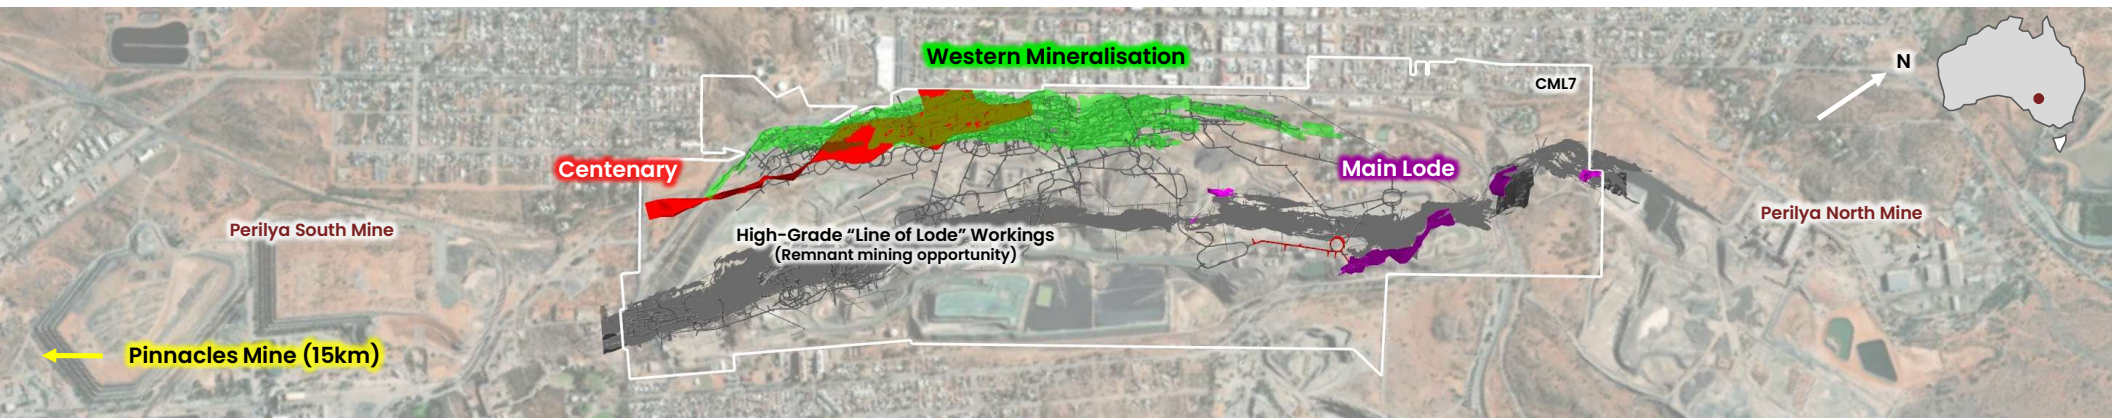 Western Mineralisation
N
CML7
Centenary
Main Lode
Perilya South Mine
Perilya North Mine
High-Grade “Line of Lode” Workings
(Remnant mining opportunity)
Pinnacles Mine (15km)